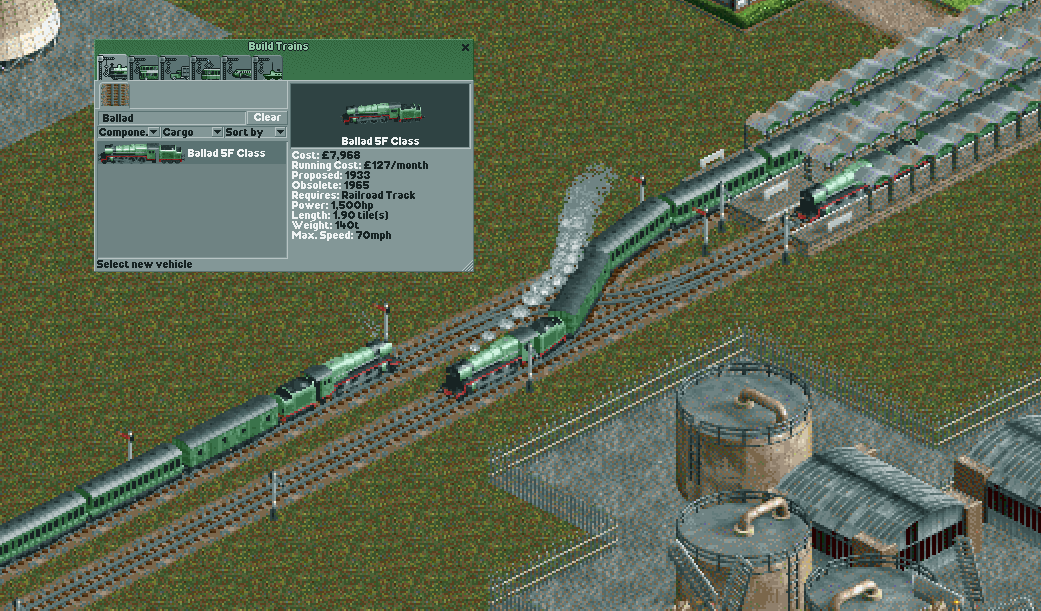 Build Trains
Ballad
Clear
Compone.
Cargo
Sort by
Ballad 5F Class
Ballad 5F Class
Cost: £7,968
Running Cost: £127/month
Proposed: 1933
Obsolete: 1965
Requires: Railroad Track
Power: 1,500hp
Length: 1.90 tile(s)
Weight: 140t
Max. Speed: 70mph
Select new vehicle